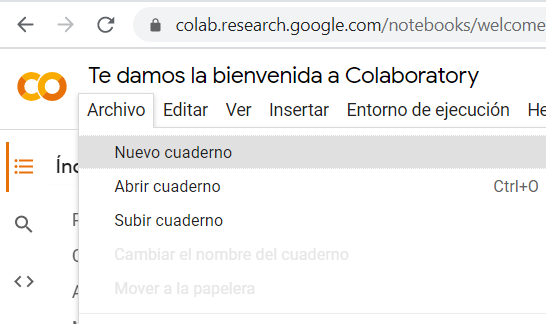 colab.research.google.com/notebooks/welcome
Te damos la bienvenida a Colaboratory
Archivo Editar Ver Insertar Entorno de ejecución He
Nuevo cuaderno
Índ
Abrir cuaderno Ctrl+O
Subir cuaderno
Cambiar el nombre del cuaderno
Mover a la papelera